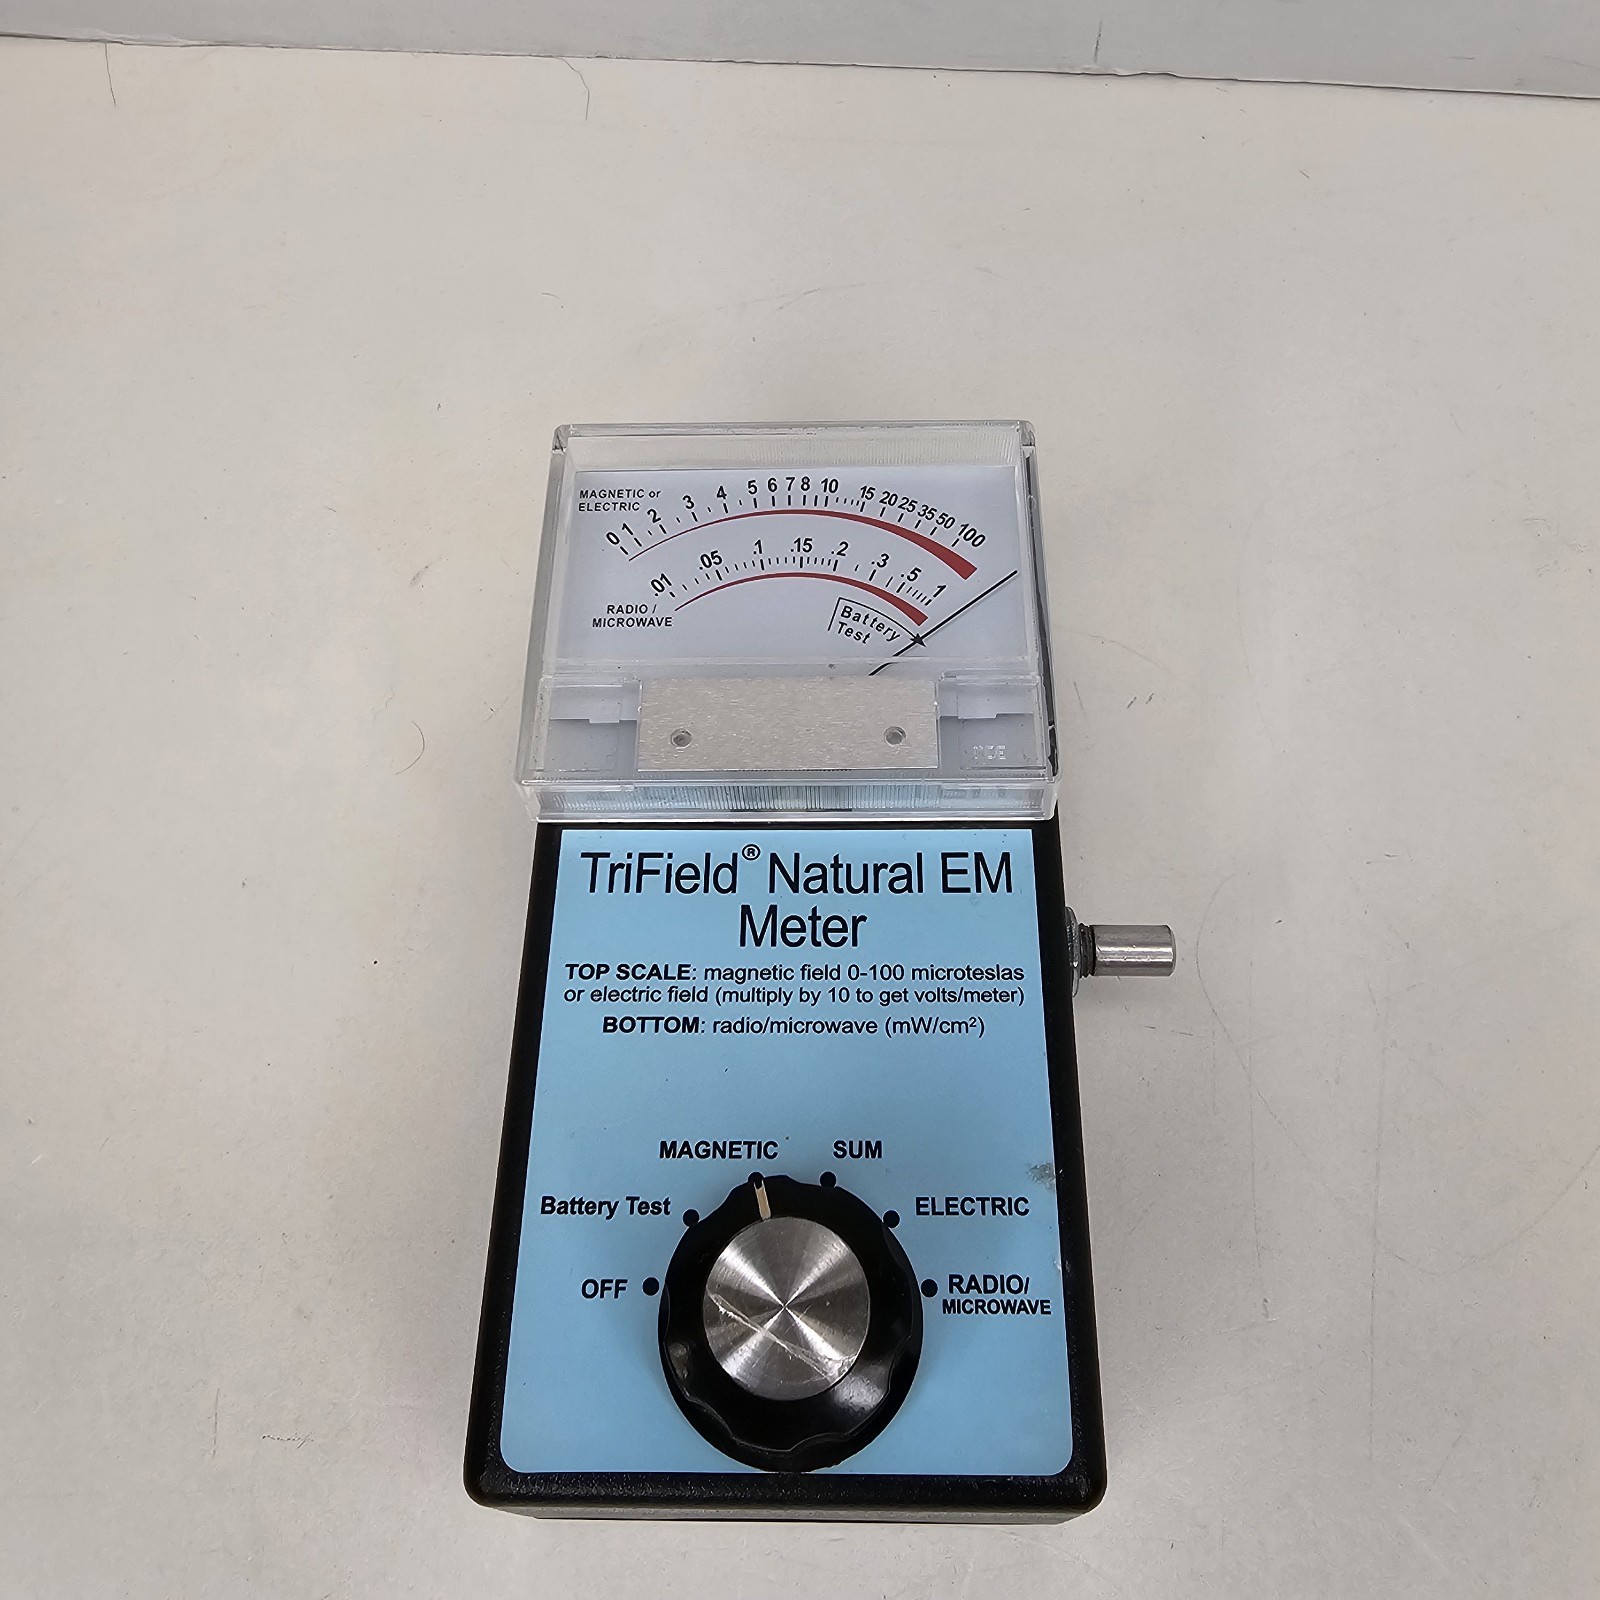 MAGNETIC or
ELECTRIC
0 1 2 3 4 5 6 7 8 10 15 20 25 35 50 100
.01 .05 .1 .15 .2 .3 .5 1
RADIO /
MICROWAVE
Battery
Test
TriField® Natural EM
Meter
TOP SCALE: magnetic field 0-100 microteslas
or electric field (multiply by 10 to get volts/meter)
BOTTOM: radio/microwave (mW/cm²)
MAGNETIC SUM
Battery Test ELECTRIC
OFF RADIO/
MICROWAVE